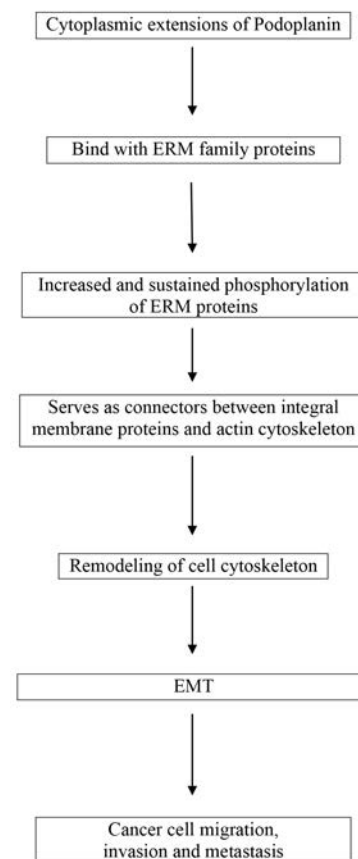 Cytoplasmic extensions of Podoplanin
Bind with ERM family proteins
Increased and sustained phosphorylation
of ERM proteins
Serves as connectors between integral
membrane proteins and actin cytoskeleton
Remodeling of cell cytoskeleton
EMT
Cancer cell migration,
invasion and metastasis